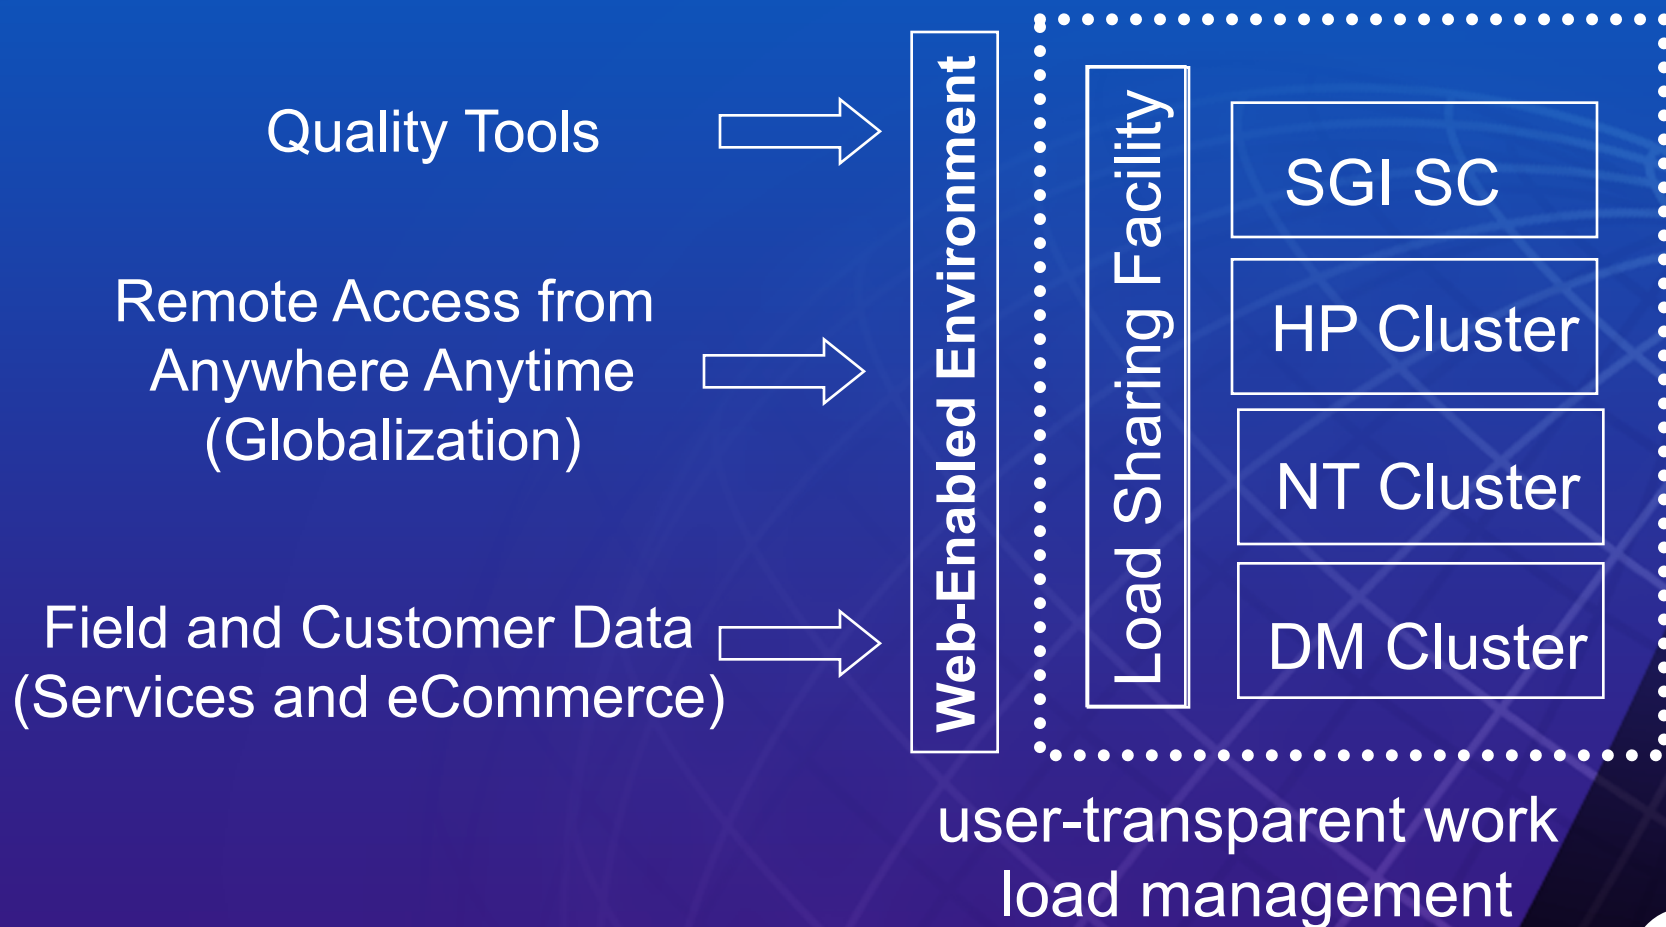 Quality Tools
Remote Access from
Anywhere Anytime
(Globalization)
Field and Customer Data
(Services and eCommerce)
Web-Enabled Environment
Load Sharing Facility
SGI SC
HP Cluster
NT Cluster
DM Cluster
user-transparent work
load management